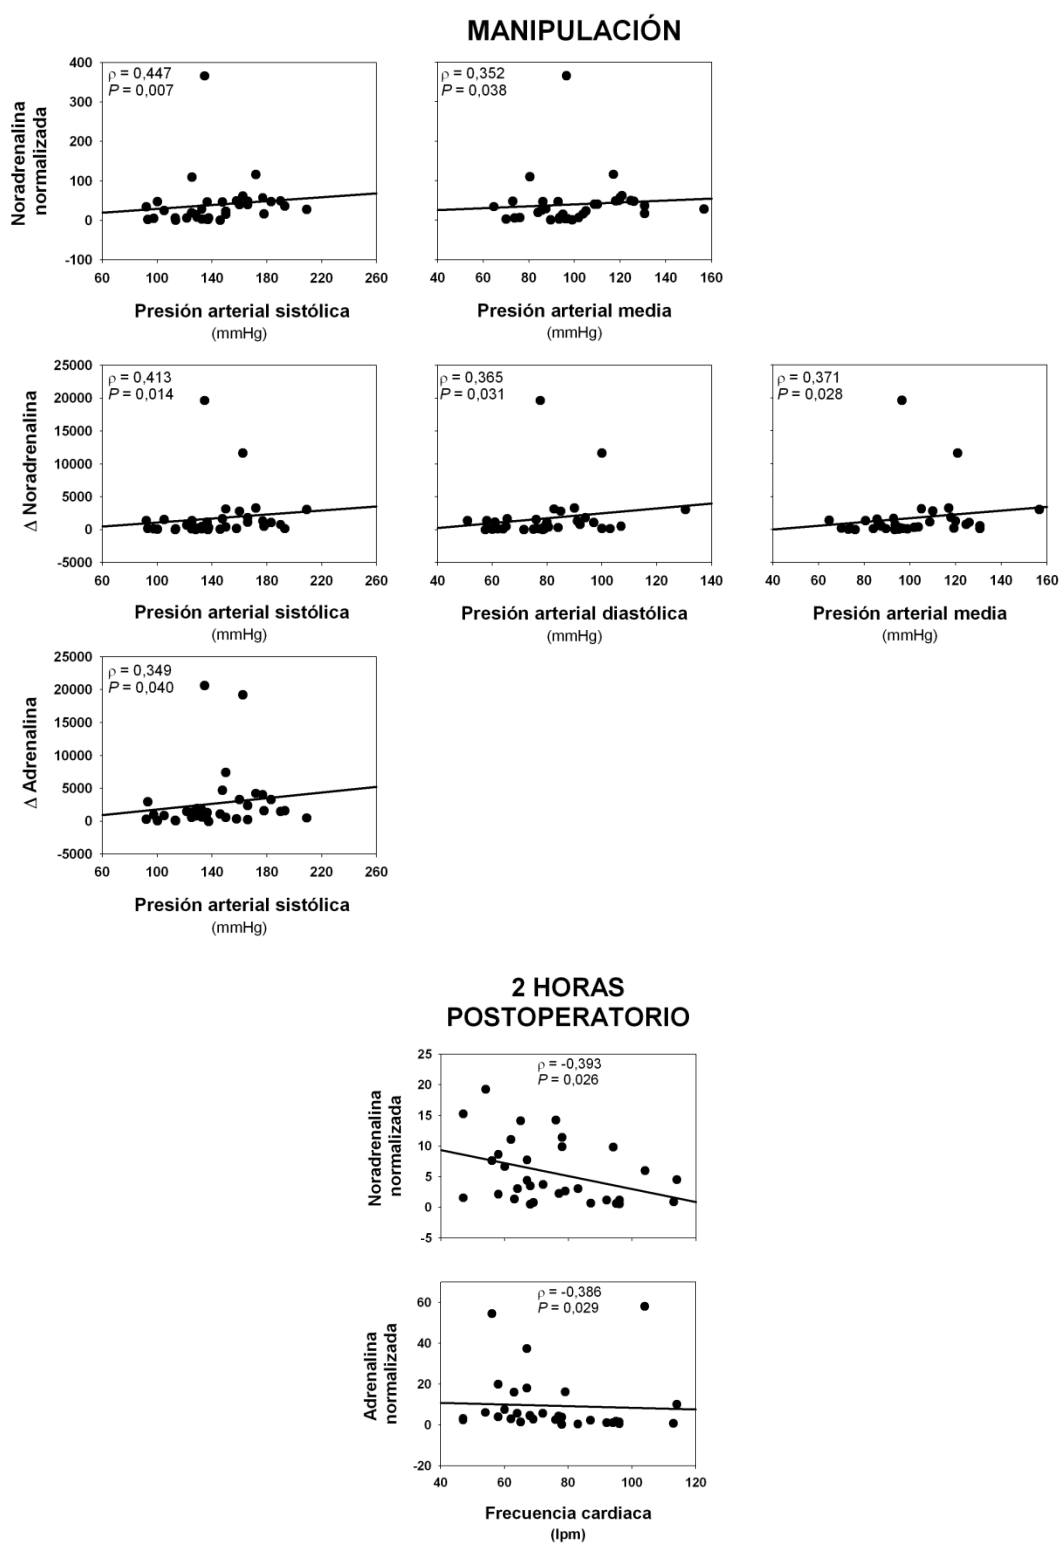 MANIPULACIÓN
ρ = 0,447
P = 0,007
400
300
200
100
0
-100
Noradrenalina
normalizada
60 100 140 180 220 260
Presión arterial sistólica
(mmHg)
ρ = 0,352
P = 0,038
40 60 80 100 120 140 160
Presión arterial media
(mmHg)
ρ = 0,413
P = 0,014
25000
20000
15000
10000
5000
0
-5000
Δ Noradrenalina
60 100 140 180 220 260
Presión arterial sistólica
(mmHg)
ρ = 0,365
P = 0,031
40 60 80 100 120 140
Presión arterial diastólica
(mmHg)
ρ = 0,371
P = 0,028
40 60 80 100 120 140 160
Presión arterial media
(mmHg)
ρ = 0,349
P = 0,040
25000
20000
15000
10000
5000
0
-5000
Δ Adrenalina
60 100 140 180 220 260
Presión arterial sistólica
(mmHg)
2 HORAS
POSTOPERATORIO
ρ = -0,393
P = 0,026
25
20
15
10
5
0
-5
Noradrenalina
normalizada
ρ = -0,386
P = 0,029
60
40
20
0
-20
Adrenalina
normalizada
40 60 80 100 120
Frecuencia cardiaca
(lpm)